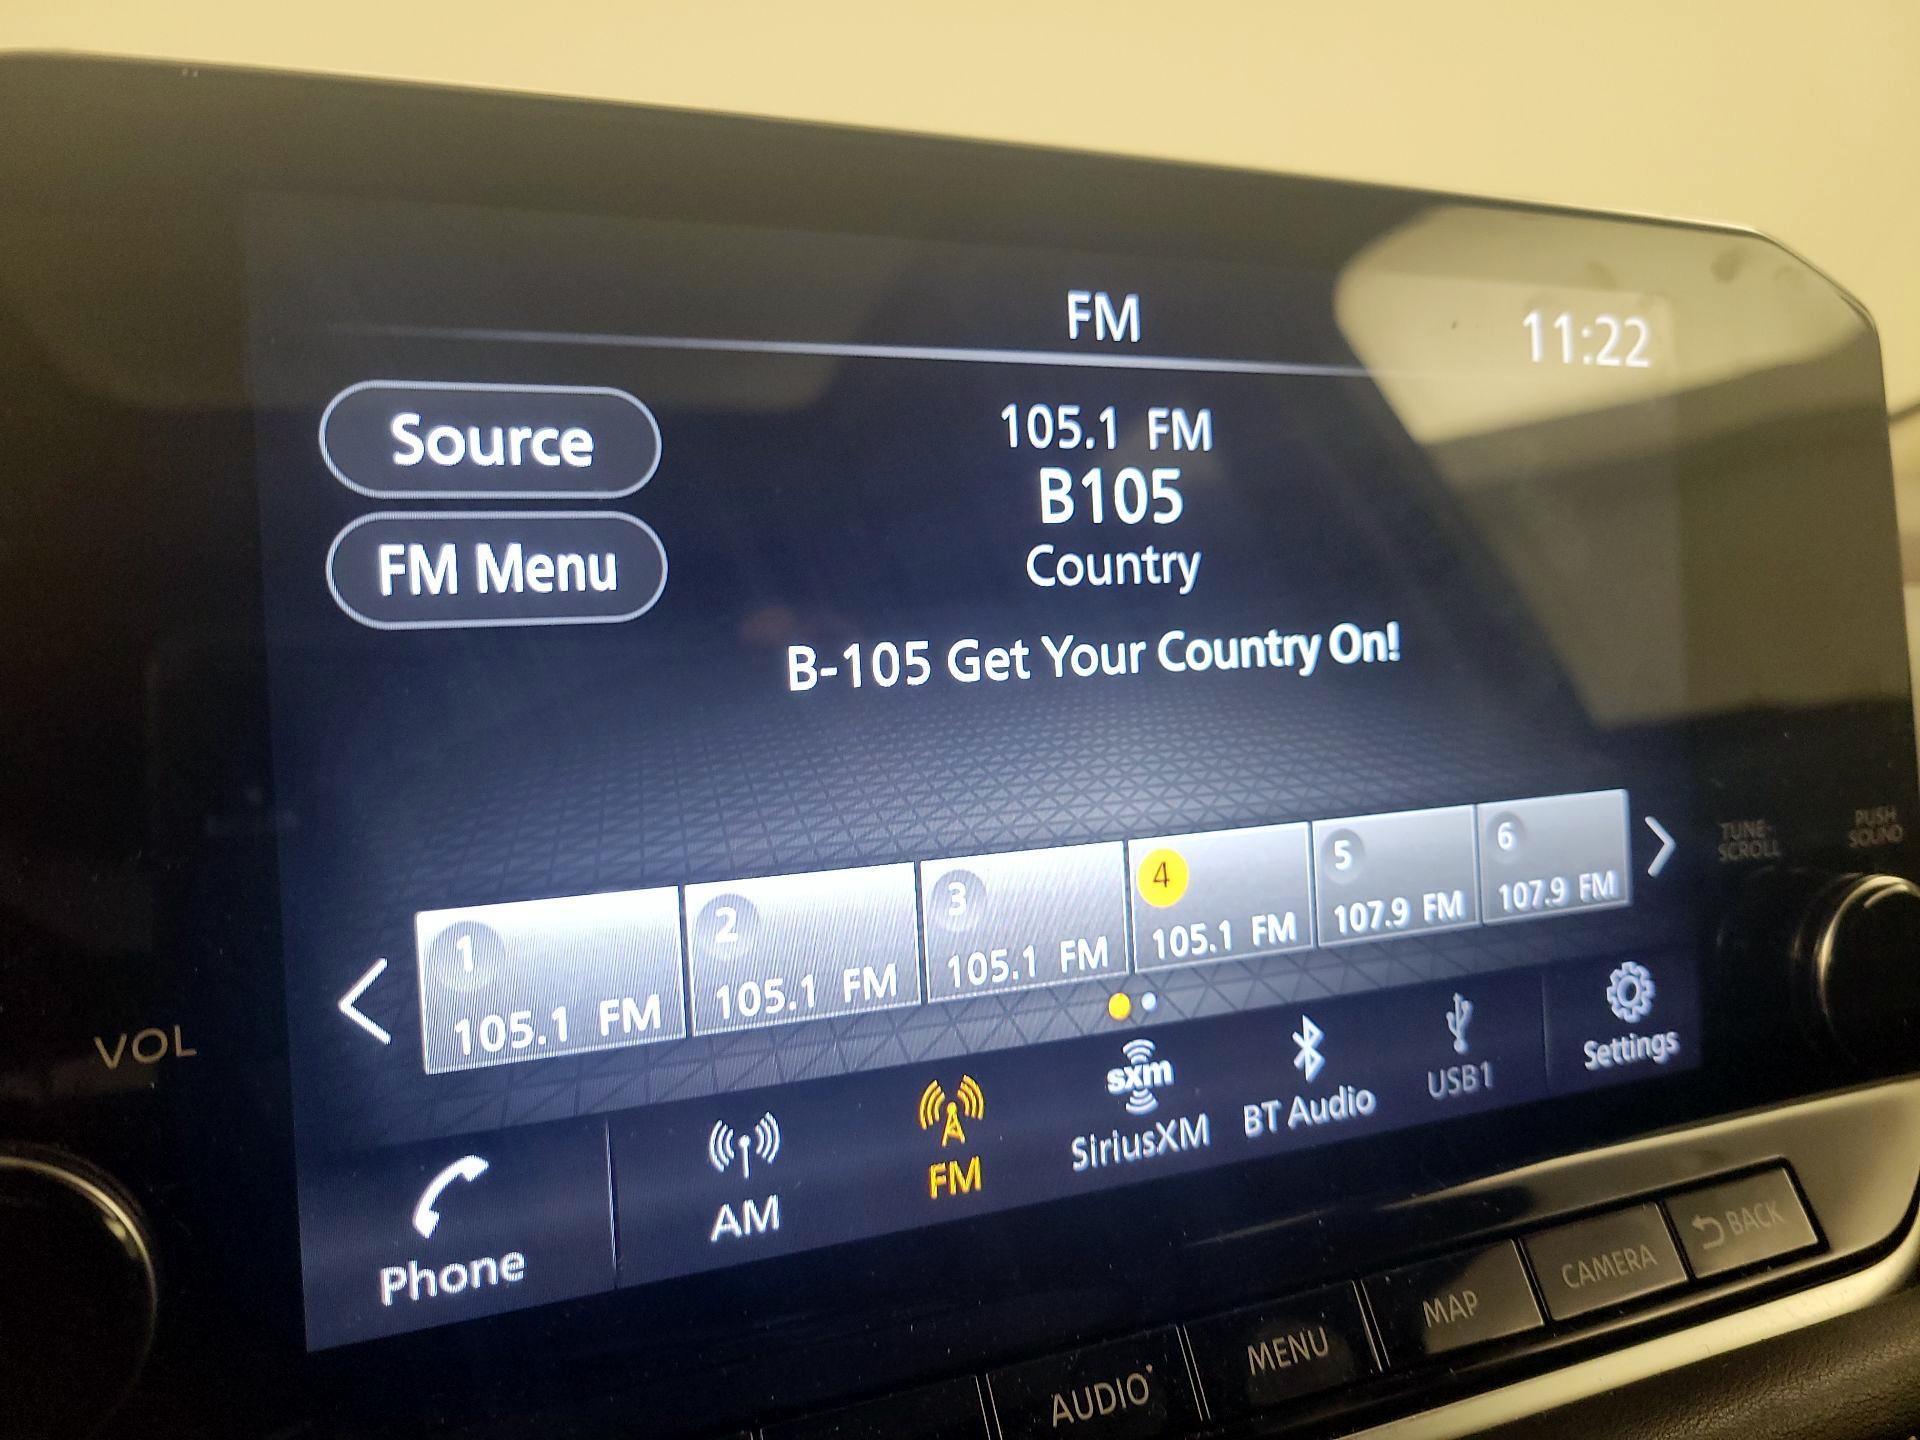 FM
11:22
Source
105.1 FM
B105
FM Menu
Country
B-105 Get Your Country On!
1
105.1 FM
2
105.1 FM
3
105.1 FM
4
105.1 FM
5
107.9 FM
6
107.9 FM
TUNE·
SCROLL
PUSH
SOUND
VOL
Phone
AM
FM
sxm
SiriusXM
BT Audio
USB1
Settings
AUDIO
MENU
MAP
CAMERA
BACK